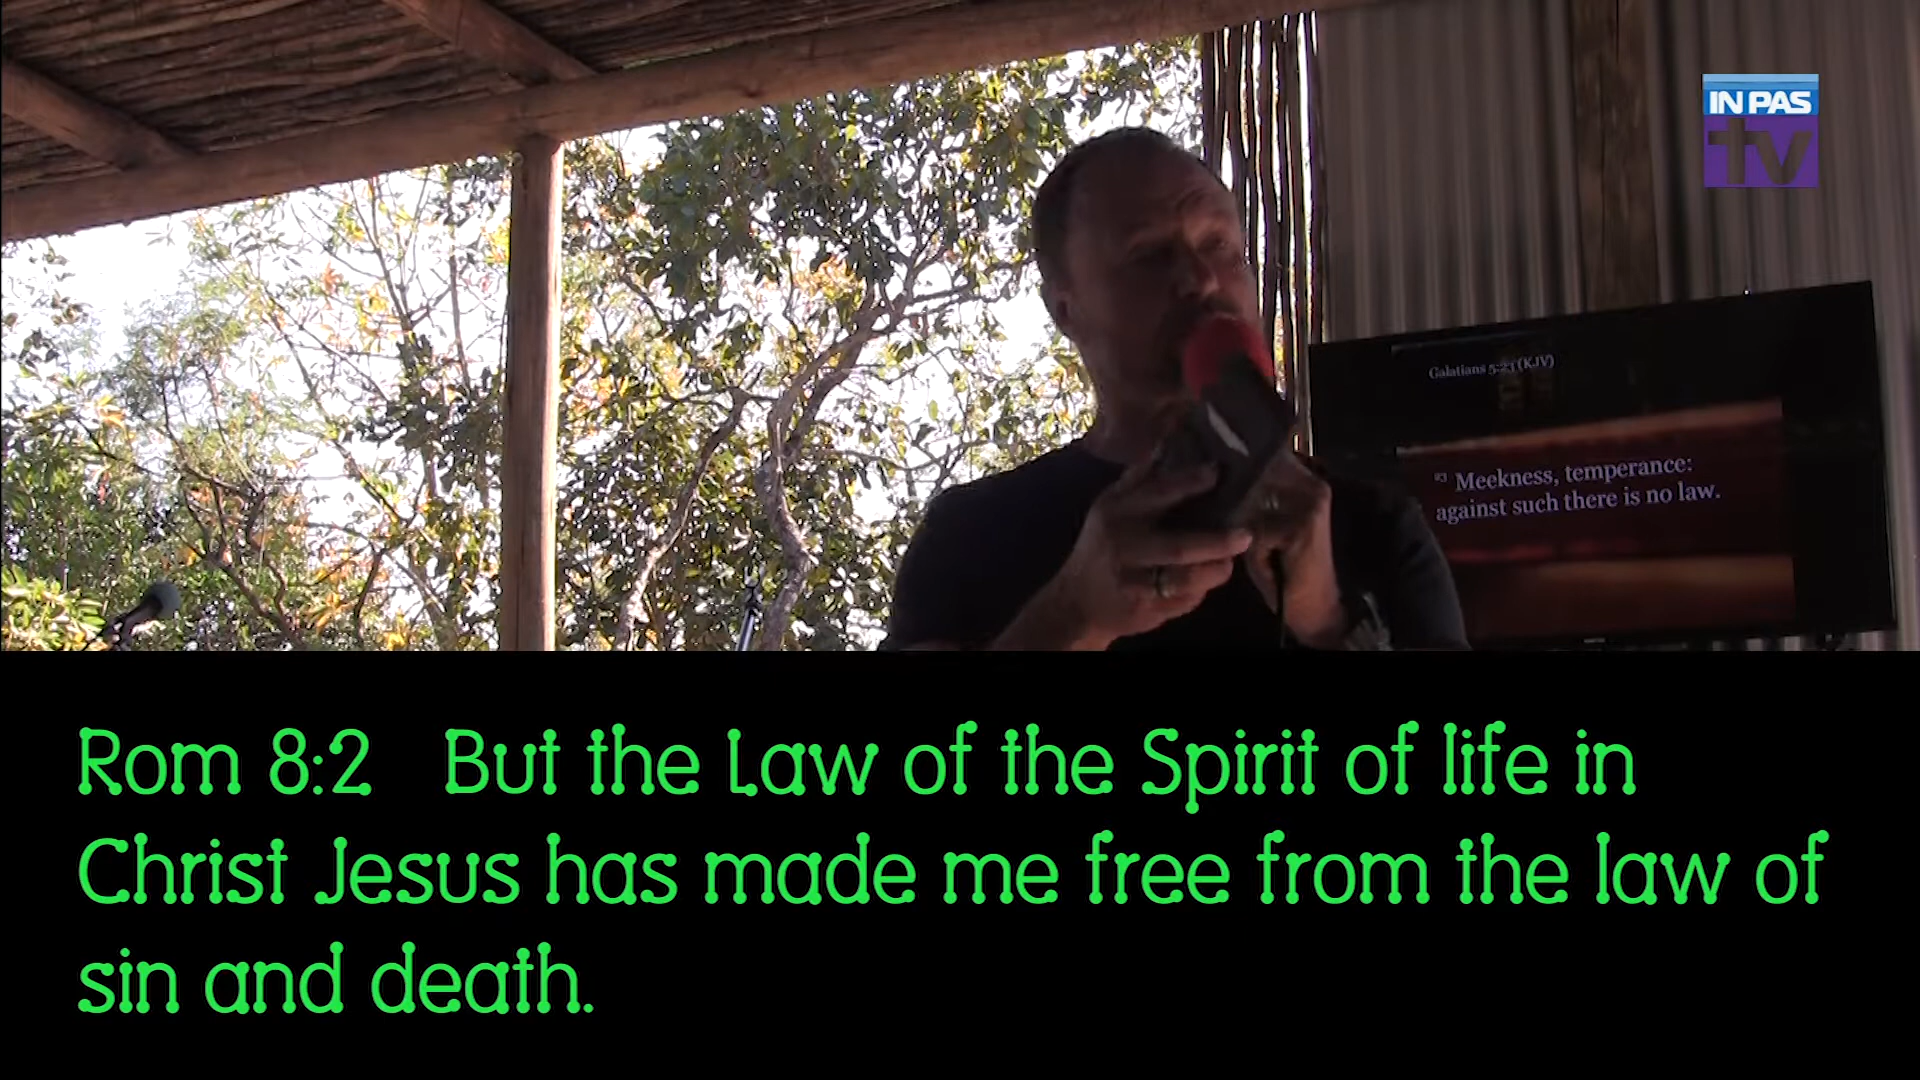 IN PAS
tv
Galatians 5:23 (KJV)
23 Meekness, temperance:
against such there is no law.
Rom 8:2 But the Law of the Spirit of life in
Christ Jesus has made me free from the law of
sin and death.